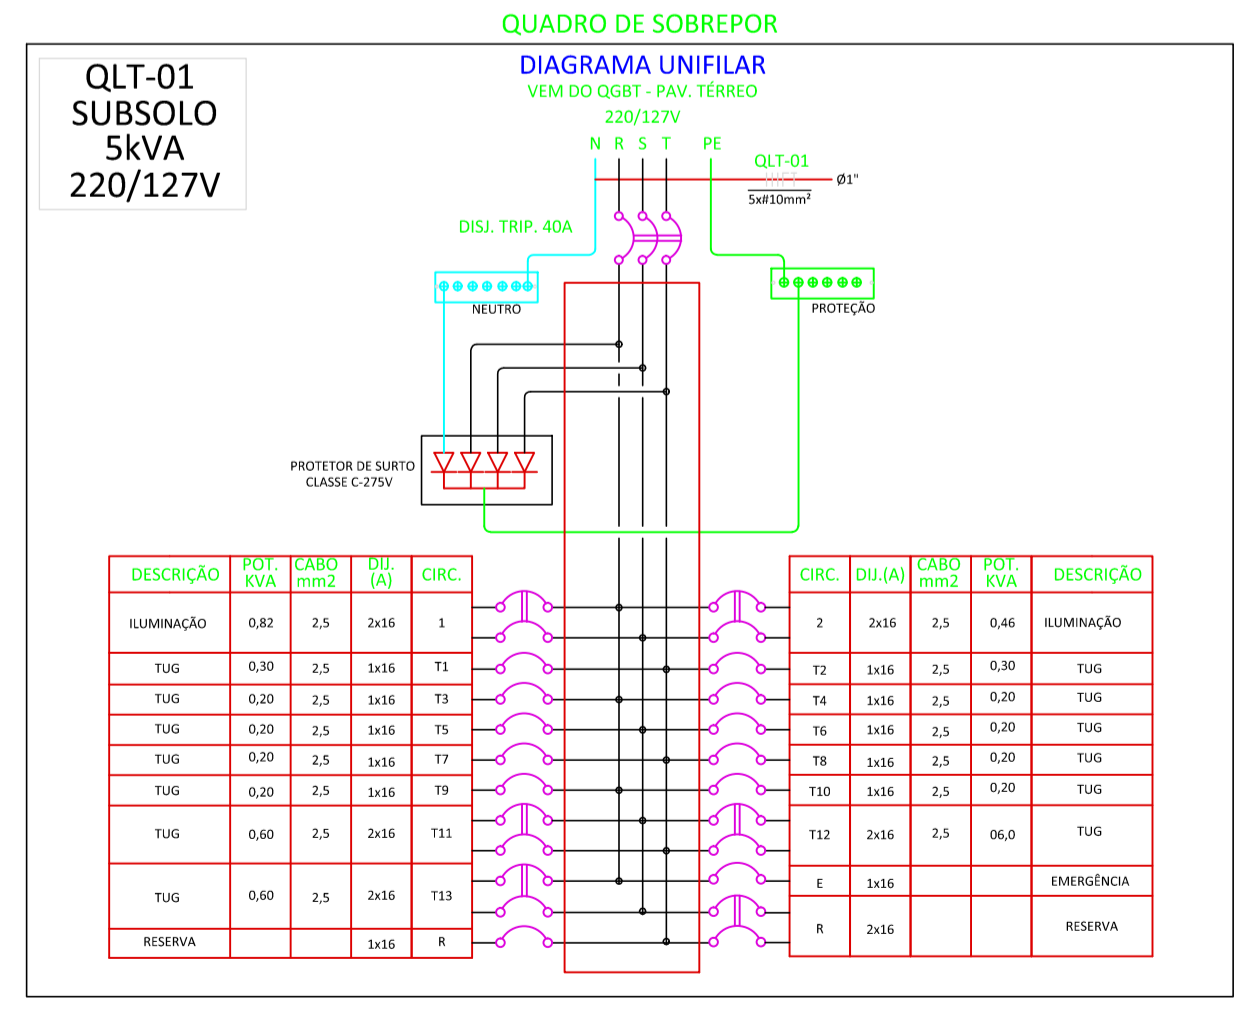 QUADRO DE SOBREPOR
QLT-01
SUBSOLO
5kVA
220/127V
DIAGRAMA UNIFILAR
VEM DO QGBT - PAV. TÉRREO
220/127V
N R S T PE
QLT-01
Ø1"
5x#10mm²
DISJ. TRIP. 40A
NEUTRO
PROTEÇÃO
PROTETOR DE SURTO
CLASSE C-275V
DESCRIÇÃO POT. KVA CABO mm2 DIJ. (A) CIRC.
ILUMINAÇÃO 0,82 2,5 2x16 1
TUG 0,30 2,5 1x16 T1
TUG 0,20 2,5 1x16 T3
TUG 0,20 2,5 1x16 T5
TUG 0,20 2,5 1x16 T7
TUG 0,20 2,5 1x16 T9
TUG 0,60 2,5 2x16 T11
TUG 0,60 2,5 2x16 T13
RESERVA 1x16 R
CIRC. DIJ.(A) CABO mm2 POT. KVA DESCRIÇÃO
2 2x16 2,5 0,46 ILUMINAÇÃO
T2 1x16 2,5 0,30 TUG
T4 1x16 2,5 0,20 TUG
T6 1x16 2,5 0,20 TUG
T8 1x16 2,5 0,20 TUG
T10 1x16 2,5 0,20 TUG
T12 2x16 2,5 06,0 TUG
E 1x16 EMERGÊNCIA
R 2x16 RESERVA